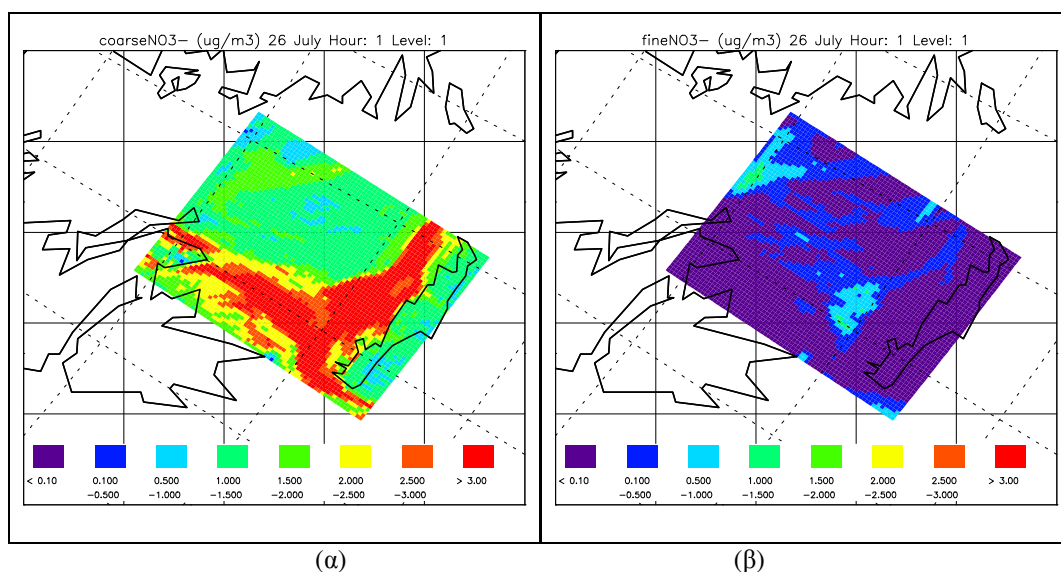 coarseNO3− (ug/m3) 26 July Hour: 1 Level: 1
< 0.10 0.100 0.500 1.000 1.500 2.000 2.500 > 3.00
−0.500 −1.000 −1.500 −2.000 −2.500 −3.000
(α)
fineNO3− (ug/m3) 26 July Hour: 1 Level: 1
< 0.10 0.100 0.500 1.000 1.500 2.000 2.500 > 3.00
−0.500 −1.000 −1.500 −2.000 −2.500 −3.000
(β)